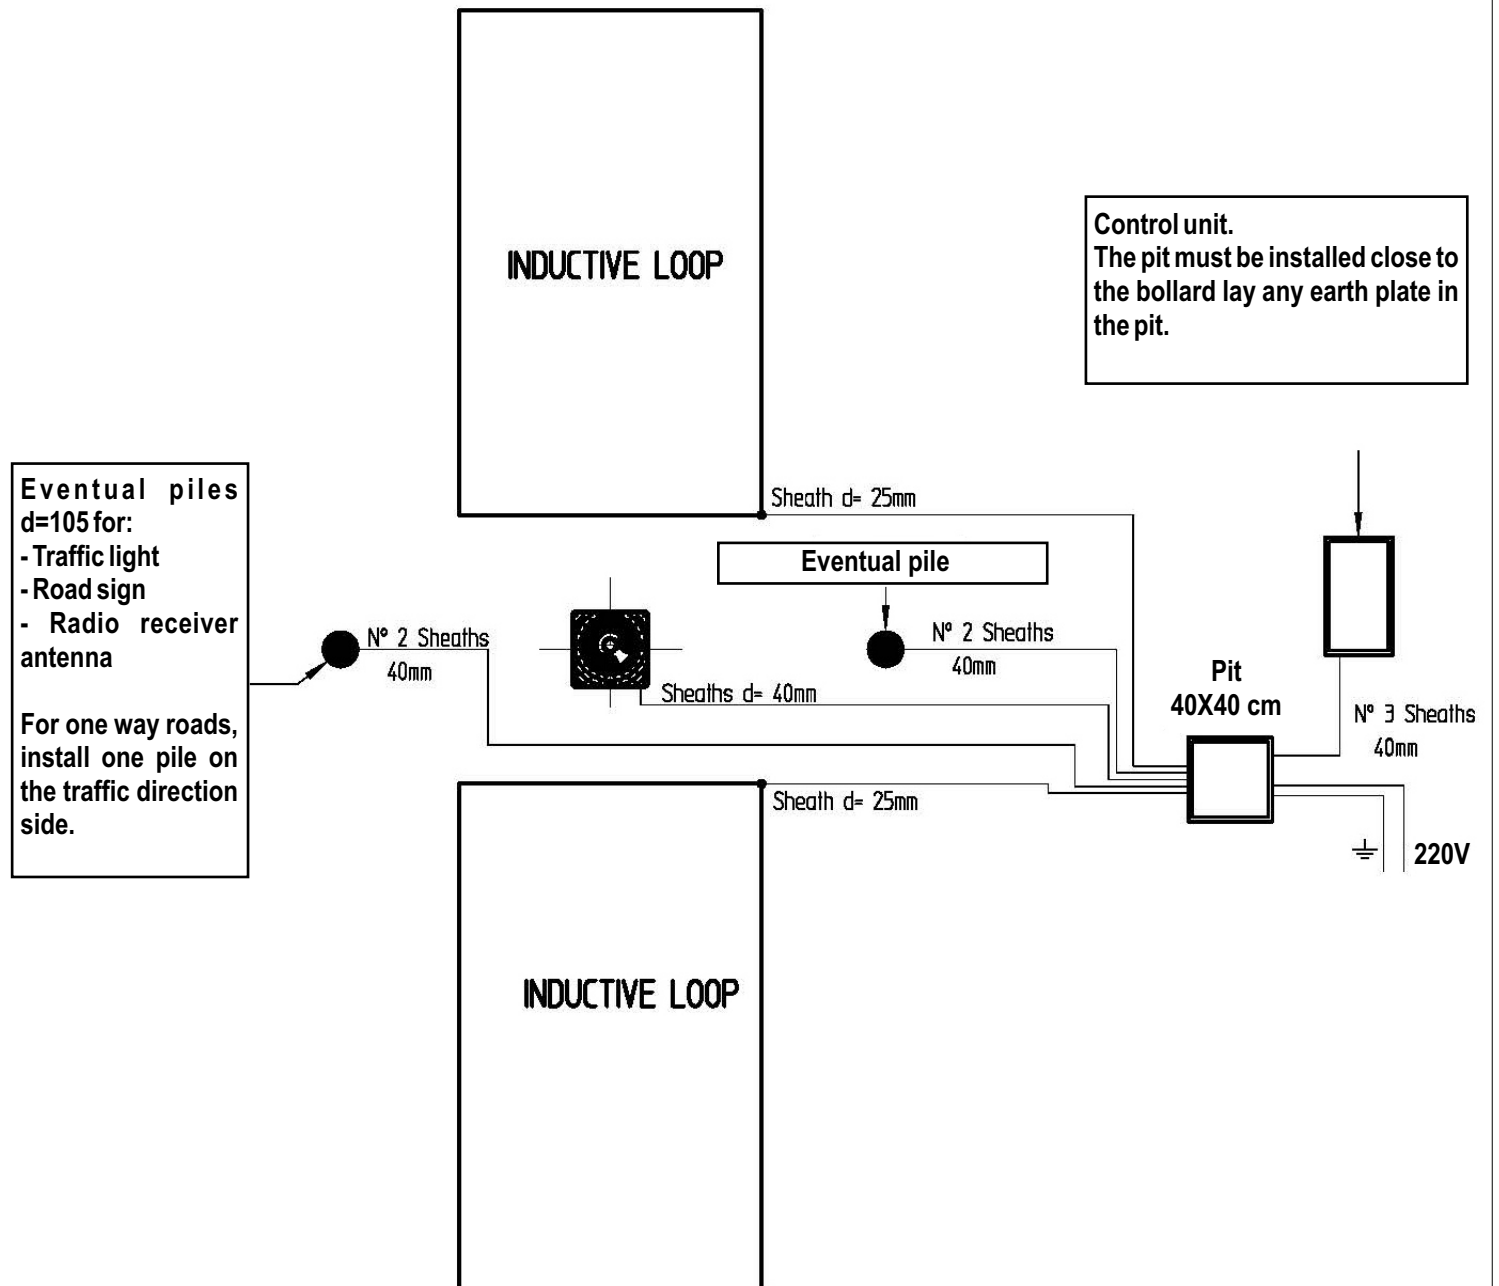 INDUCTIVE LOOP
Control unit.
The pit must be installed close to
the bollard lay any earth plate in
the pit.
Eventual piles
d=105 for:
- Traffic light
- Road sign
- Radio receiver
antenna
For one way roads,
install one pile on
the traffic direction
side.
Sheath d= 25mm
Eventual pile
Nº 2 Sheaths
40mm
Nº 2 Sheaths
40mm
Sheaths d= 40mm
Pit
40X40 cm
Nº 3 Sheaths
40mm
Sheath d= 25mm
220V
INDUCTIVE LOOP